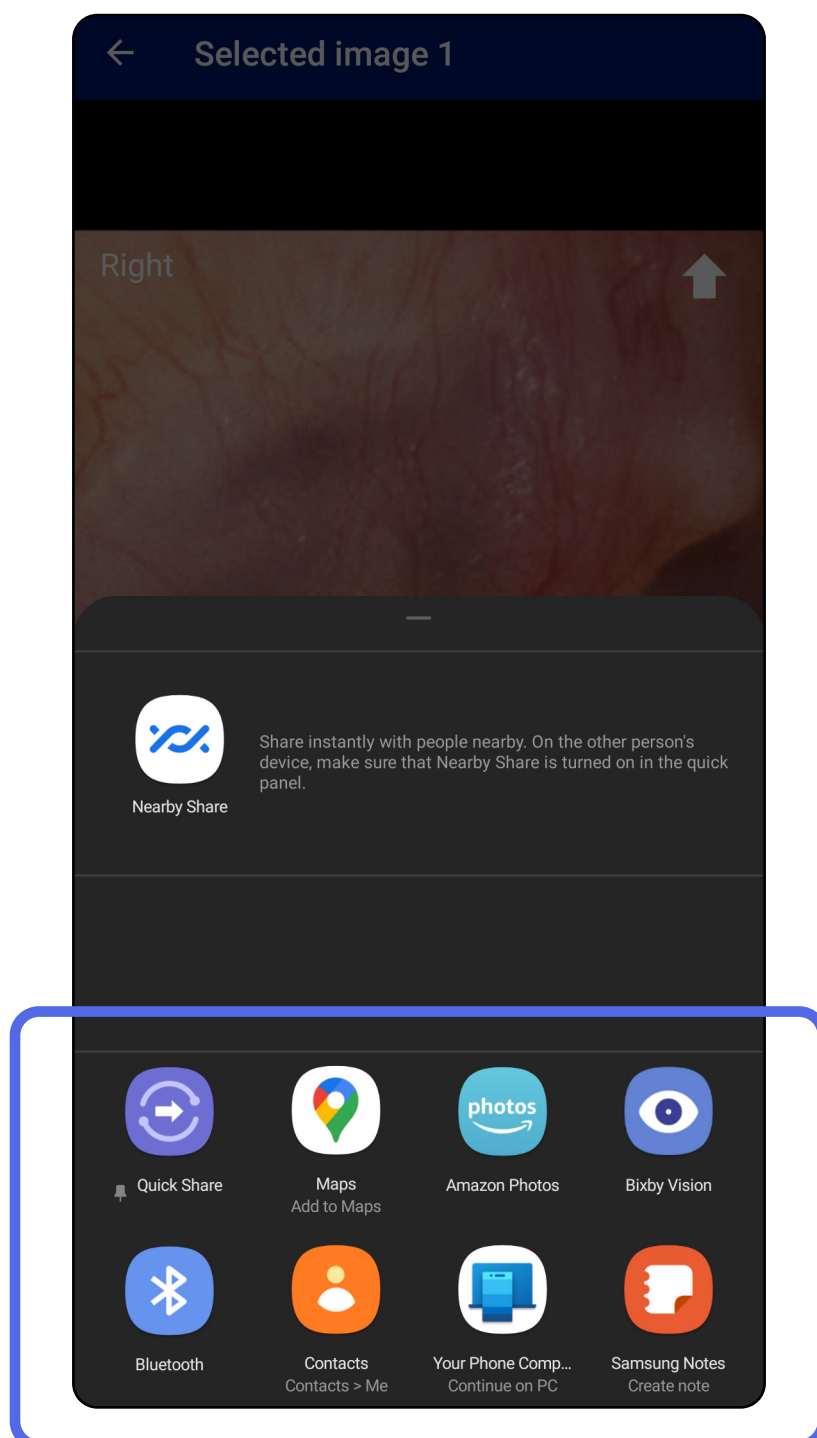 Selected image 1
Right
Share instantly with people nearby. On the other person's
device, make sure that Nearby Share is turned on in the quick
panel.
Nearby Share
photos
Quick Share
Maps
Add to Maps
Amazon Photos
Bixby Vision
Bluetooth
Contacts
Contacts > Me
Your Phone Comp...
Continue on PC
Samsung Notes
Create note